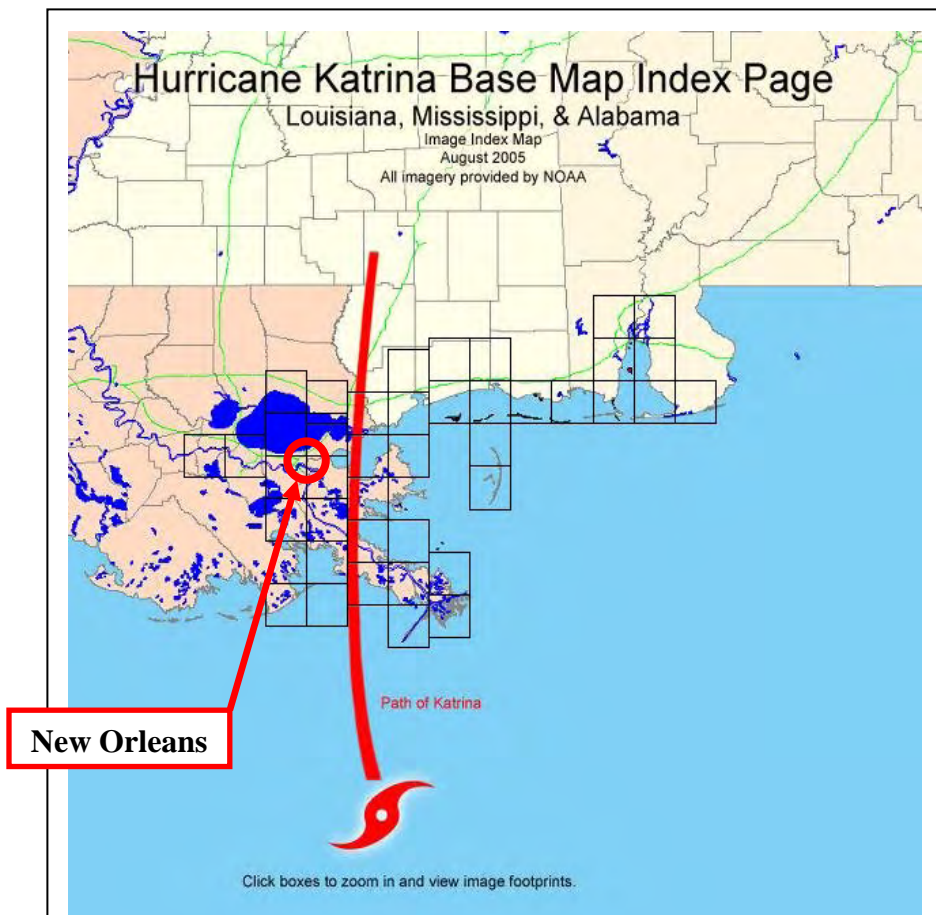 Hurricane Katrina Base Map Index Page
Louisiana, Mississippi, & Alabama
Image Index Map
August 2005
All imagery provided by NOAA
Path of Katrina
New Orleans
Click boxes to zoom in and view image footprints.